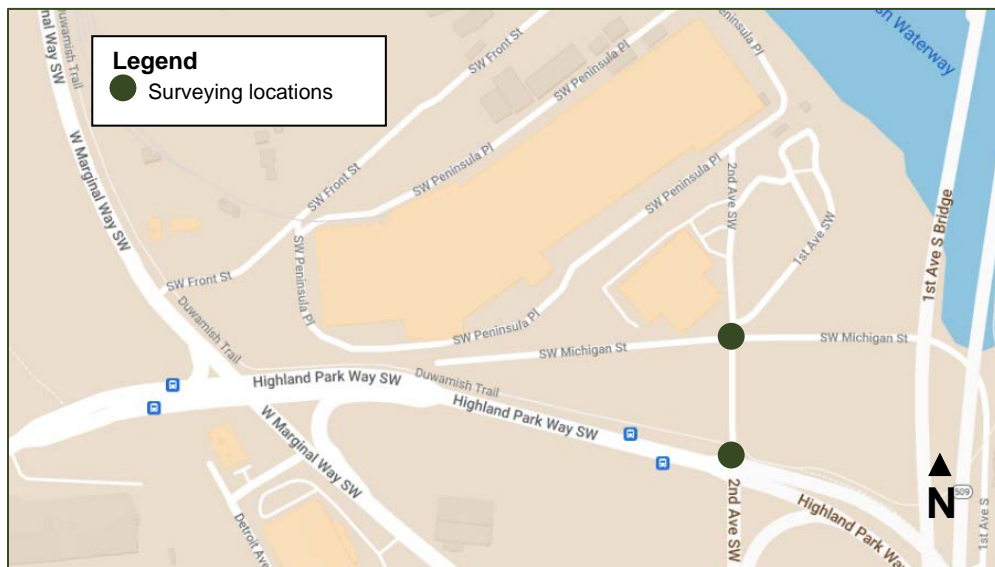 Legend
Surveying locations
nal Way SW
Duwamish Trail
W Marginal Way SW
SW Front St
SW Peninsula Pl
Peninsula Pl
sh Waterway
SW Front St
SW Peninsula Pl
SW Peninsula Pl
2nd Ave SW
1st Ave SW
1st Ave S Bridge
SW Front St
SW Peninsula Pl
Duwamish Trail
SW Peninsula Pl
SW Michigan St
SW Michigan St
Highland Park Way SW
Duwamish Trail
Highland Park Way SW
W Marginal Way SW
Detroit Ave
2nd Ave SW
Highland Park Way
N
509
1st Ave S